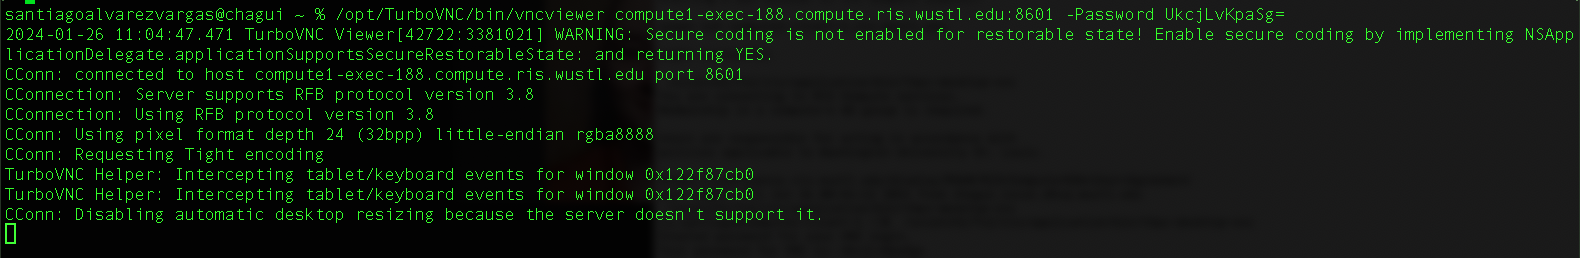 santiagoalvarezvargas@chagui ~ % /opt/TurboVNC/bin/vncviewer compute1-exec-188.compute.ris.wustl.edu:8601 -Password UkcjLvKpaSg=
2024-01-26 11:04:47.471 TurboVNC Viewer[42722:3381021] WARNING: Secure coding is not enabled for restorable state! Enable secure coding by implementing NSApp
licationDelegate.applicationSupportsSecureRestorableState: and returning YES.
CConn: connected to host compute1-exec-188.compute.ris.wustl.edu port 8601
CConnection: Server supports RFB protocol version 3.8
CConnection: Using RFB protocol version 3.8
CConn: Using pixel format depth 24 (32bpp) little-endian rgba8888
CConn: Requesting Tight encoding
TurboVNC Helper: Intercepting tablet/keyboard events for window 0x122f87cb0
TurboVNC Helper: Intercepting tablet/keyboard events for window 0x122f87cb0
CConn: Disabling automatic desktop resizing because the server doesn't support it.